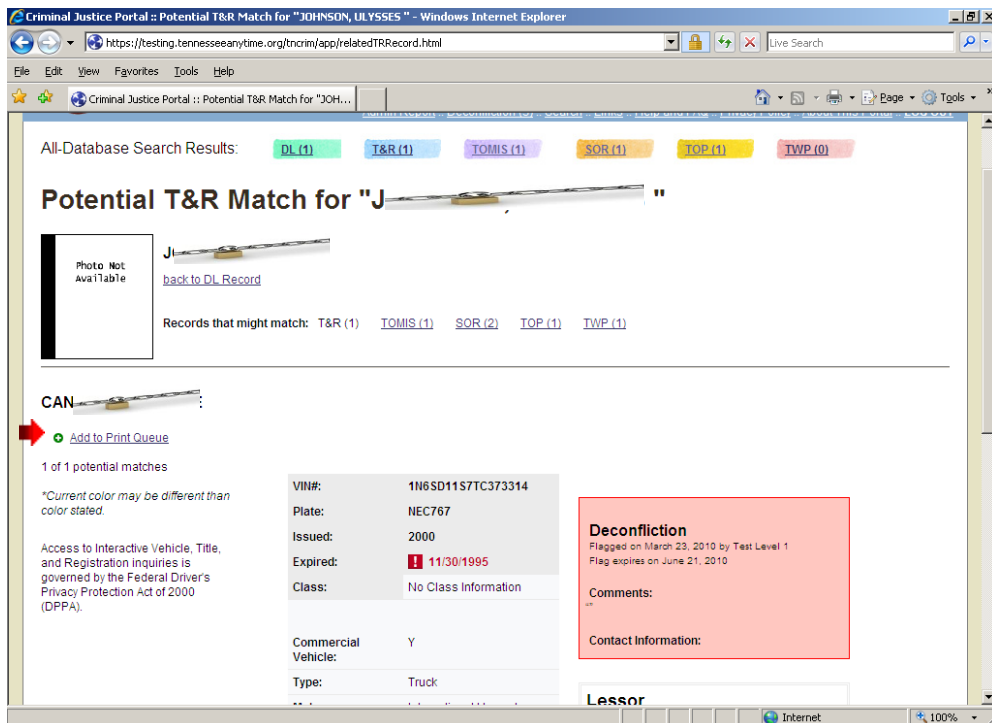 Criminal Justice Portal :: Potential T&R Match for "JOHNSON, ULYSSES " - Windows Internet Explorer
https://testing.tennesseeanytime.org/tncrim/app/relatedTRRecord.html
Live Search
File Edit View Favorites Tools Help
Criminal Justice Portal :: Potential T&R Match for "JOH...
Page Tools
All-Database Search Results: DL (1) T&R (1) TOMIS (1) SOR (1) TOP (1) TWP (0)
Potential T&R Match for "J "
Photo Not
Available
J
back to DL Record
Records that might match: T&R (1) TOMIS (1) SOR (2) TOP (1) TWP (1)
CAN
Add to Print Queue
1 of 1 potential matches
*Current color may be different than
color stated.
Access to Interactive Vehicle, Title,
and Registration inquiries is
governed by the Federal Driver's
Privacy Protection Act of 2000
(DPPA).
VIN#: 1N6SD11S7TC373314
Plate: NEC767
Issued: 2000
Expired: 11/30/1995
Class: No Class Information
Commercial
Vehicle: Y
Type: Truck
Deconfliction
Flagged on March 23, 2010 by Test Level 1
Flag expires on June 21, 2010
Comments:
""
Contact Information:
Lessor
Internet 100%